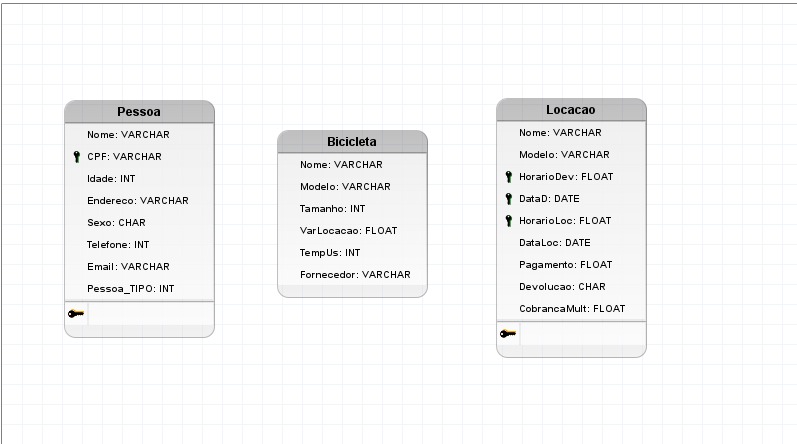 Pessoa
Nome: VARCHAR
CPF: VARCHAR
Idade: INT
Endereco: VARCHAR
Sexo: CHAR
Telefone: INT
Email: VARCHAR
Pessoa_TIPO: INT
Bicicleta
Nome: VARCHAR
Modelo: VARCHAR
Tamanho: INT
VarLocacao: FLOAT
TempUs: INT
Fornecedor: VARCHAR
Locacao
Nome: VARCHAR
Modelo: VARCHAR
HorarioDev: FLOAT
DataD: DATE
HorarioLoc: FLOAT
DataLoc: DATE
Pagamento: FLOAT
Devolucao: CHAR
CobrancaMult: FLOAT